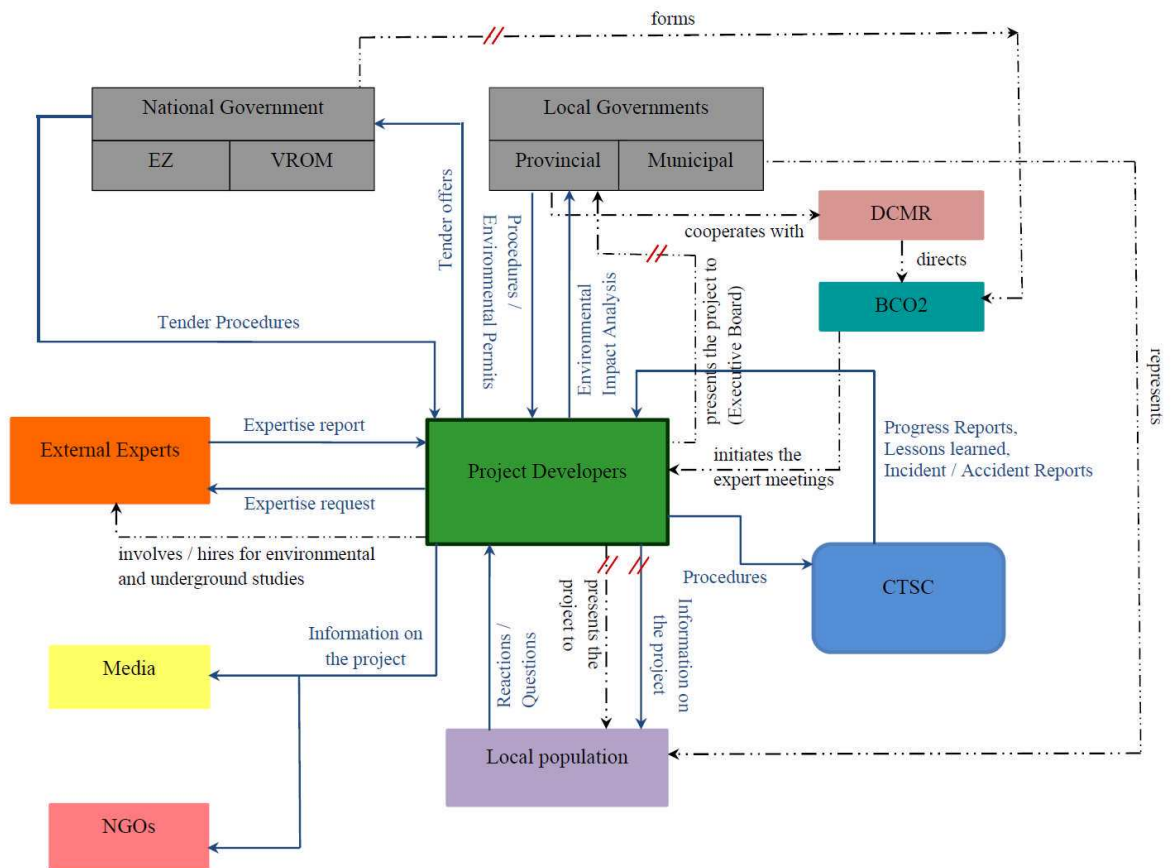 forms
National Government
EZ
VROM
Local Governments
Provincial
Municipal
DCMR
cooperates with
directs
BCO2
Tender offers
Procedures /
Environmental Permits
Environmental
Impact Analysis
presents the project to
(Executive Board)
represents
Tender Procedures
External Experts
Expertise report
Expertise request
Project Developers
initiates the
expert meetings
Progress Reports,
Lessons learned,
Incident / Accident Reports
involves / hires for environmental
and underground studies
Procedures
CTSC
Information on
the project
Reactions /
Questions
presents the
project to
Information on
the project
Media
Local population
NGOs